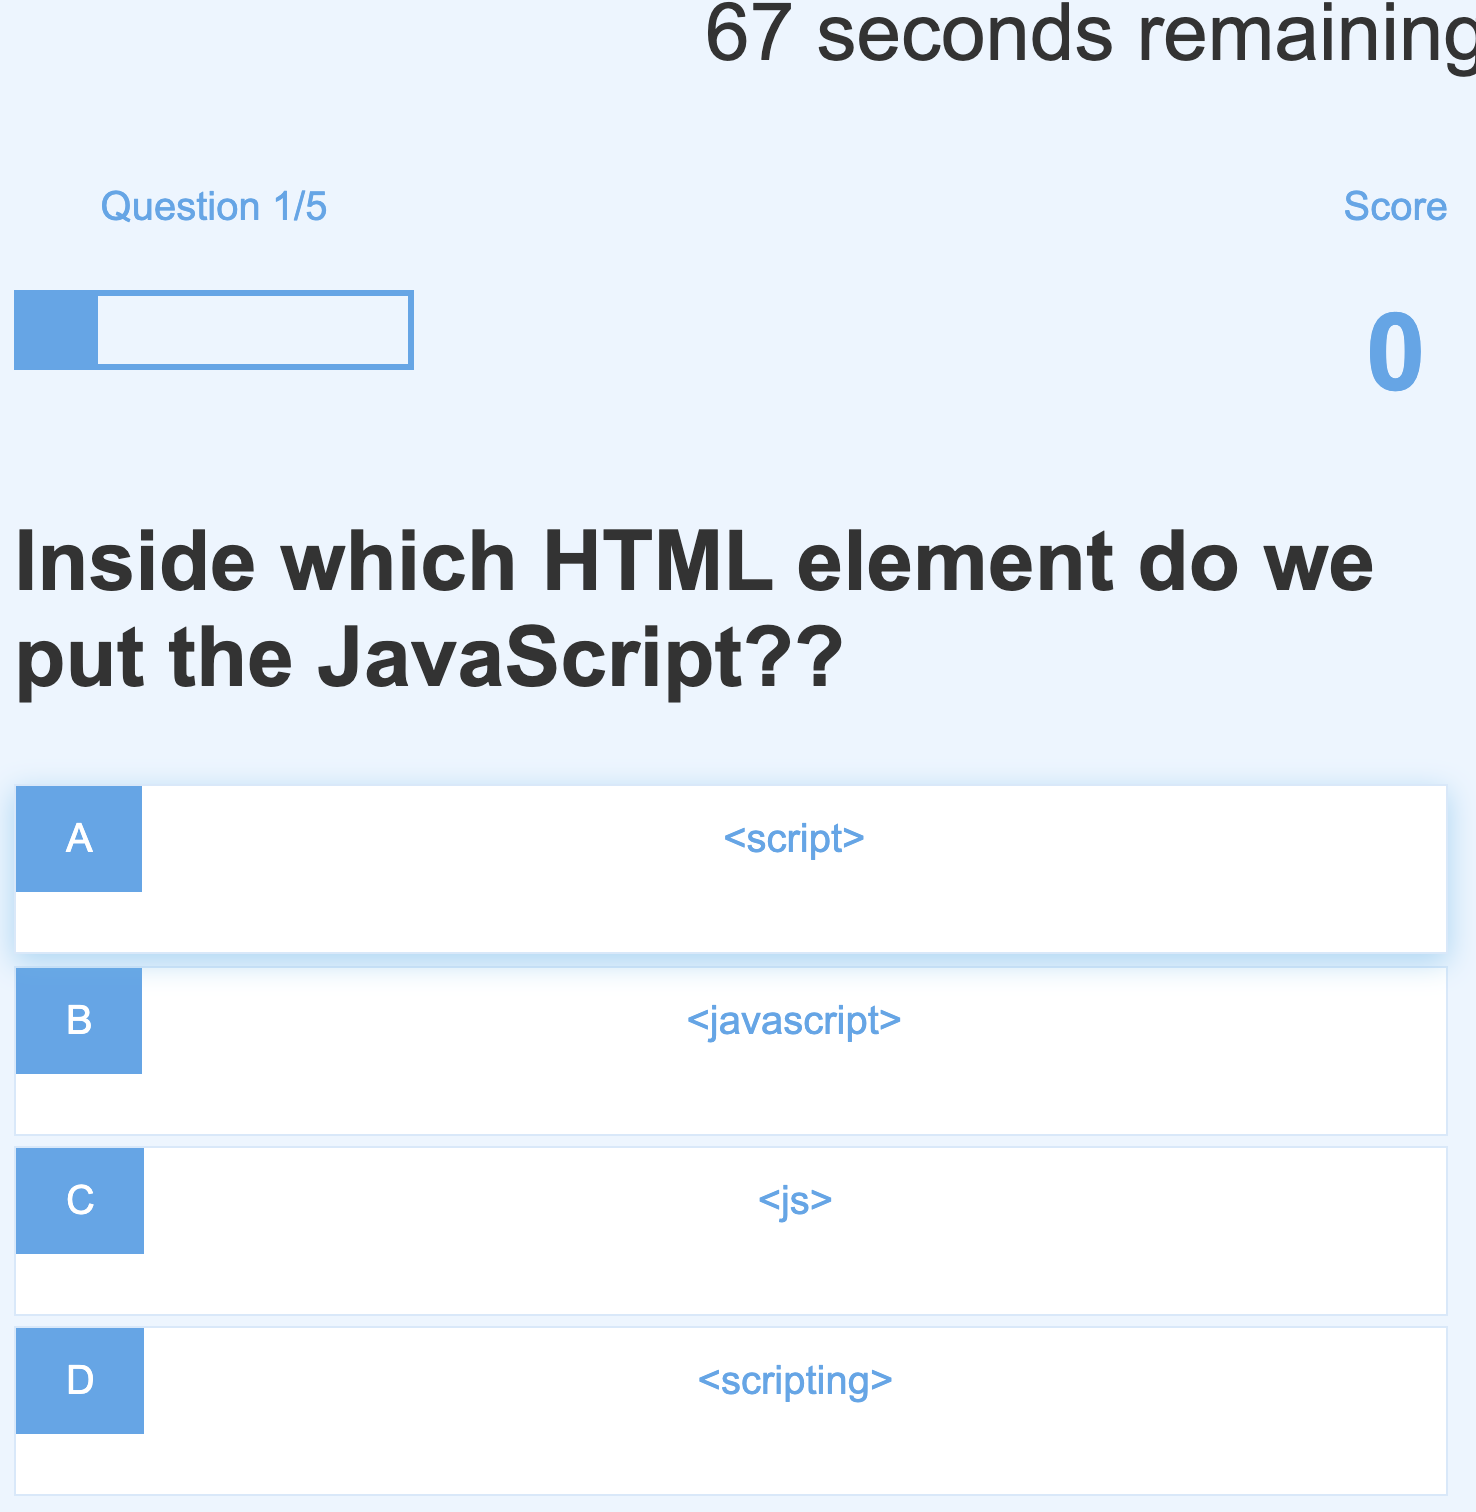 67 seconds remaining
Question 1/5
Score
0
Inside which HTML element do we
put the JavaScript??
A
<script>
B
<javascript>
C
<js>
D
<scripting>